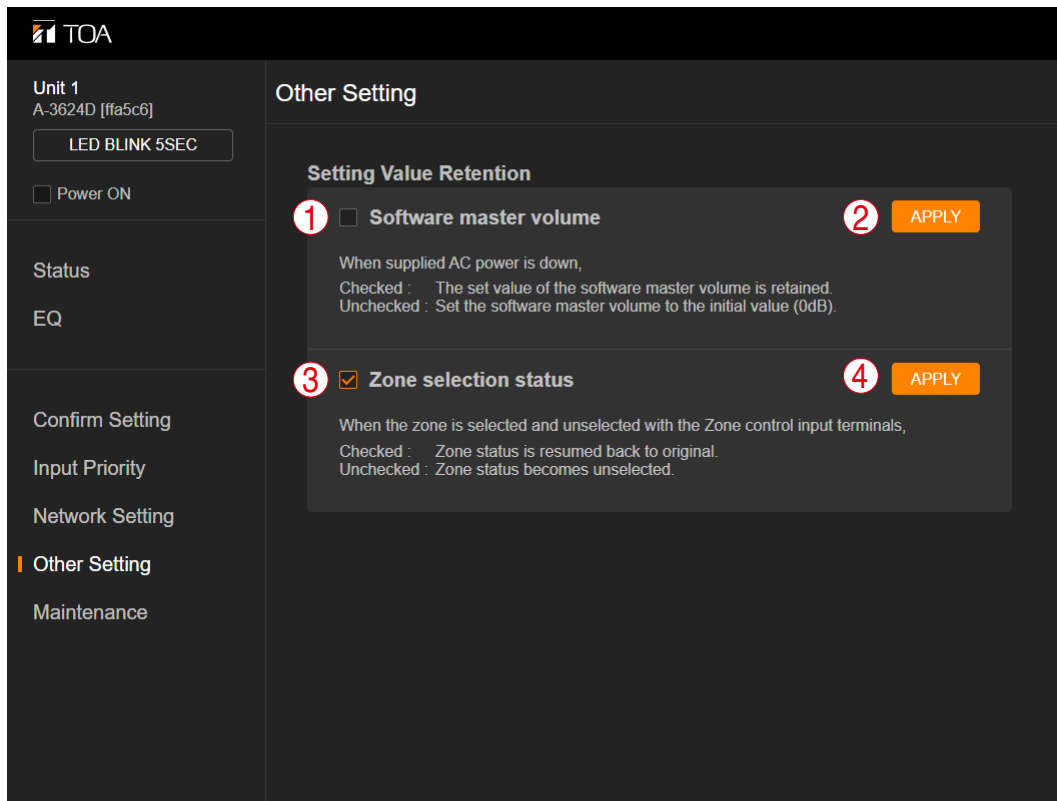 TOA
Unit 1
A-3624D [ffa5c6]
LED BLINK 5SEC
Power ON
Status
EQ
Confirm Setting
Input Priority
Network Setting
Other Setting
Maintenance
Other Setting
Setting Value Retention
1 Software master volume 2 APPLY
When supplied AC power is down,
Checked : The set value of the software master volume is retained.
Unchecked : Set the software master volume to the initial value (0dB).
3 Zone selection status 4 APPLY
When the zone is selected and unselected with the Zone control input terminals,
Checked : Zone status is resumed back to original.
Unchecked : Zone status becomes unselected.